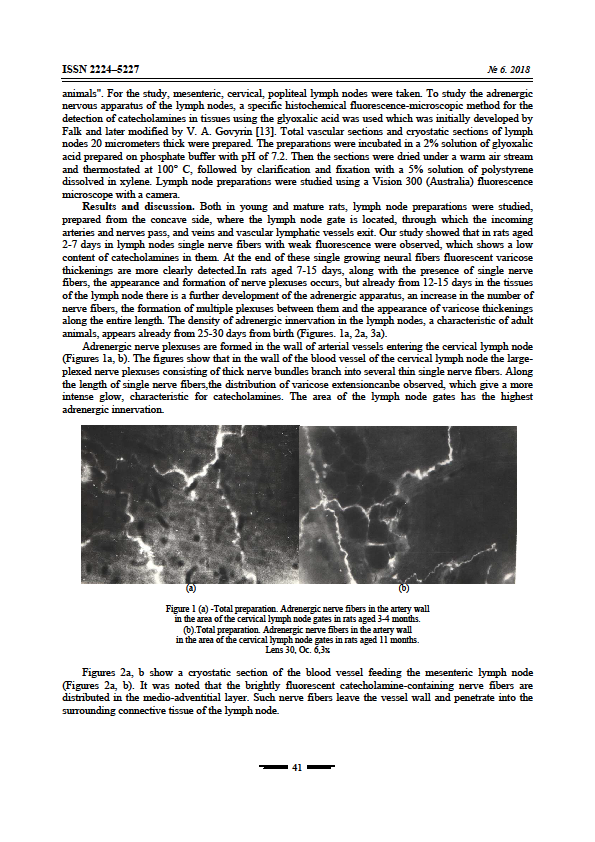 ISSN 2224–5227
№ 6. 2018
animals". For the study, mesenteric, cervical, popliteal lymph nodes were taken. To study the adrenergic
nervous apparatus of the lymph nodes, a specific histochemical fluorescence-microscopic method for the
detection of catecholamins in tissues using the glyoxalic acid was used which was initially developed by
Falk and later modified by V. A. Govyrin [13]. Total vascular sections and cryostatic sections of lymph
nodes 20 micrometers thick were prepared. The preparations were incubated in a 2% solution of glyoxalic
acid prepared on phosphate buffer with pH of 7.2. Then the sections were dried under a warm air stream
and thermostated at 100° C, followed by clarification and fixation with a 5% solution of polystyrene
dissolved in xylene. Lymph node preparations were studied using a Vision 300 (Australia) fluorescence
microscope with a camera.
Results and discussion. Both in young and mature rats, lymph node preparations were studied,
prepared from the concave side, where the lymph node gate is located, through which the incoming
arteries and nerves pass, and veins and vascular lymphatic vessels exit. Our study showed that in rats aged
2-7 days in lymph nodes single nerve fibers with weak fluorescence were observed, which shows a low
content of catecholamines in them. At the end of these single growing neural fibers fluorescent varicose
thickenings are more clearly detected.In rats aged 7-15 days, along with the presence of single nerve
fibers, the appearance and formation of nerve plexuses occurs, but already from 12-15 days in the tissues
of the lymph node there is a further development of the adrenergic apparatus, an increase in the number of
nerve fibers, the formation of multiple plexuses between them and the appearance of varicose thickenings
along the entire length. The density of adrenergic innervation in the lymph nodes, a characteristic of adult
animals, appears already from 25-30 days from birth (Figures. 1a, 2a, 3a).
Adrenergic nerve plexuses are formed in the wall of arterial vessels entering the cervical lymph node
(Figures 1a, b). The figures show that in the wall of the blood vessel of the cervical lymph node the large-
plexed nerve plexuses consisting of thick nerve bundles branch into several thin single nerve fibers. Along
the length of single nerve fibers,the distribution of varicose extensioncanbe observed, which give a more
intense glow, characteristic for catecholamines. The area of the lymph node gates has the highest
adrenergic innervation.
(a)
(b)
Figure 1 (a) -Total preparation. Adrenergic nerve fibers in the artery wall
in the area of the cervical lymph node gates in rats aged 3-4 months.
(b).Total preparation. Adrenergic nerve fibers in the artery wall
in the area of the cervical lymph node gates in rats aged 11 months.
Lens 30, Oc. 6,3x
Figures 2a, b show a cryostatic section of the blood vessel feeding the mesenteric lymph node
(Figures 2a, b). It was noted that the brightly fluorescent catecholamine-containing nerve fibers are
distributed in the medio-adventitial layer. Such nerve fibers leave the vessel wall and penetrate into the
surrounding connective tissue of the lymph node.
41